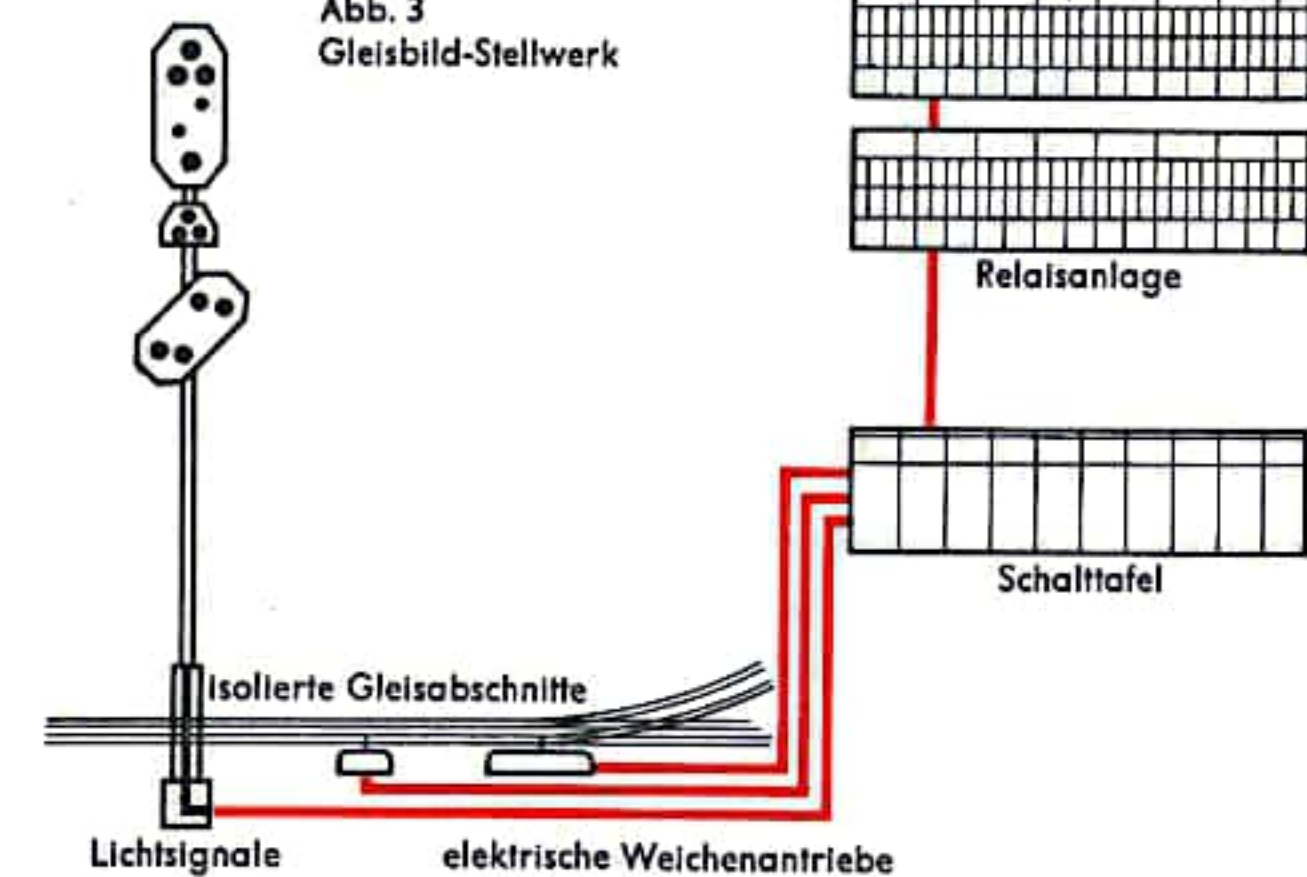 Abb. 3
Gleisbild-Stellwerk
Relaisanlage
Schalttafel
Isolierte Gleisabschnitte
Lichtsignale
elektrische Weichenantriebe